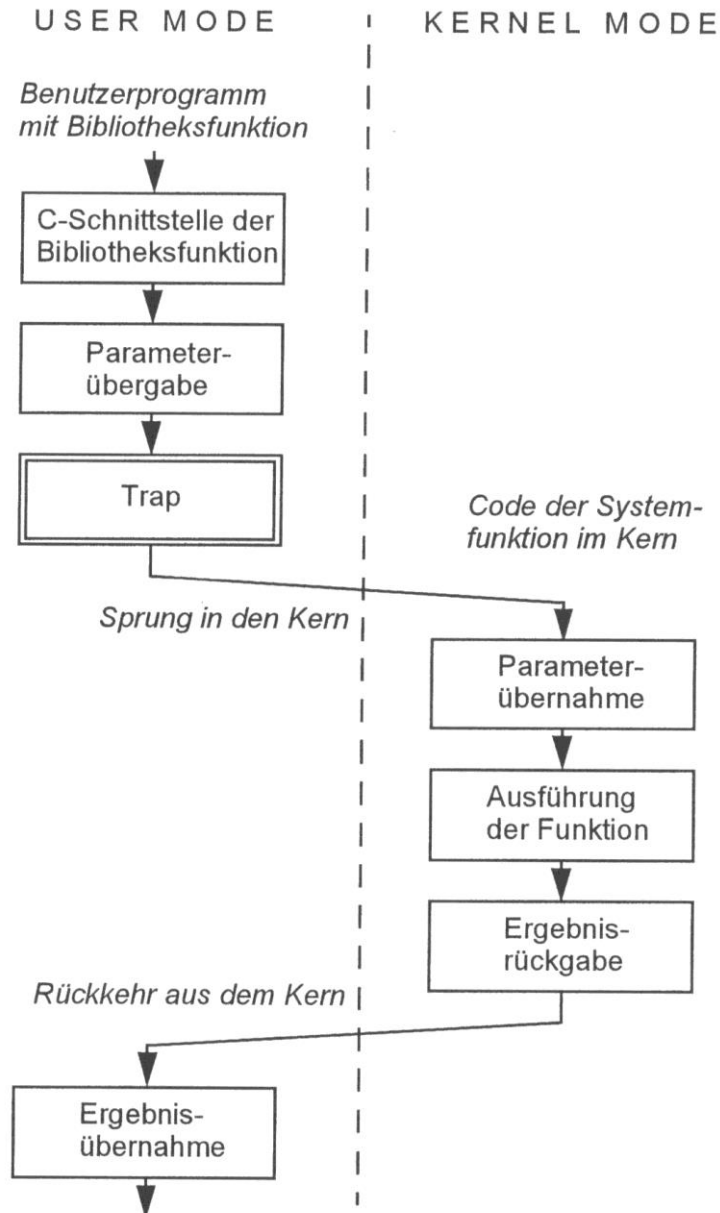 USER MODE
KERNEL MODE
Benutzerprogramm
mit Bibliotheksfunktion
C-Schnittstelle der
Bibliotheksfunktion
Parameter-
übergabe
Trap
Code der System-
funktion im Kern
Sprung in den Kern
Parameter-
übernahme
Ausführung
der Funktion
Ergebnis-
rückgabe
Rückkehr aus dem Kern
Ergebnis-
übernahme